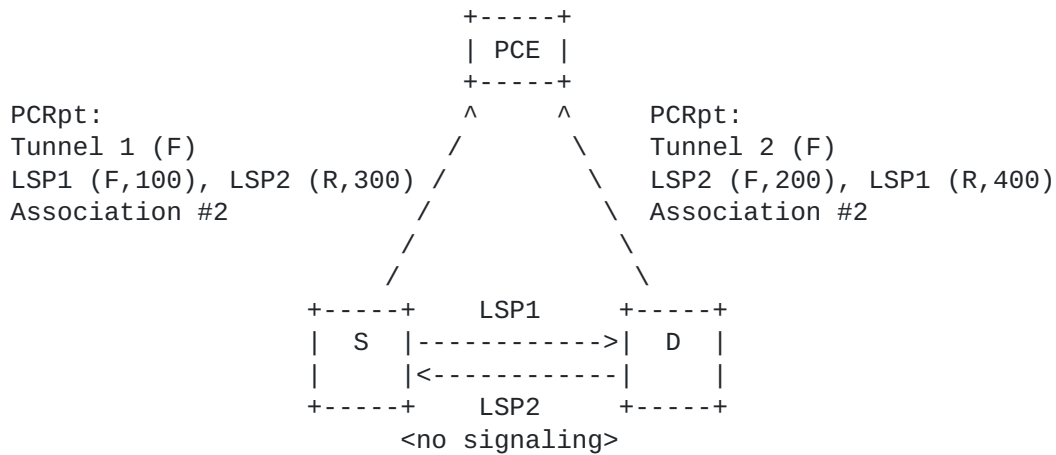 PCE
PCRpt:
Tunnel 1 (F)
LSP1 (F,100), LSP2 (R,300)
Association #2
PCRpt:
Tunnel 2 (F)
LSP2 (F,200), LSP1 (R,400)
Association #2
LSP1
S
D
LSP2
<no signaling>